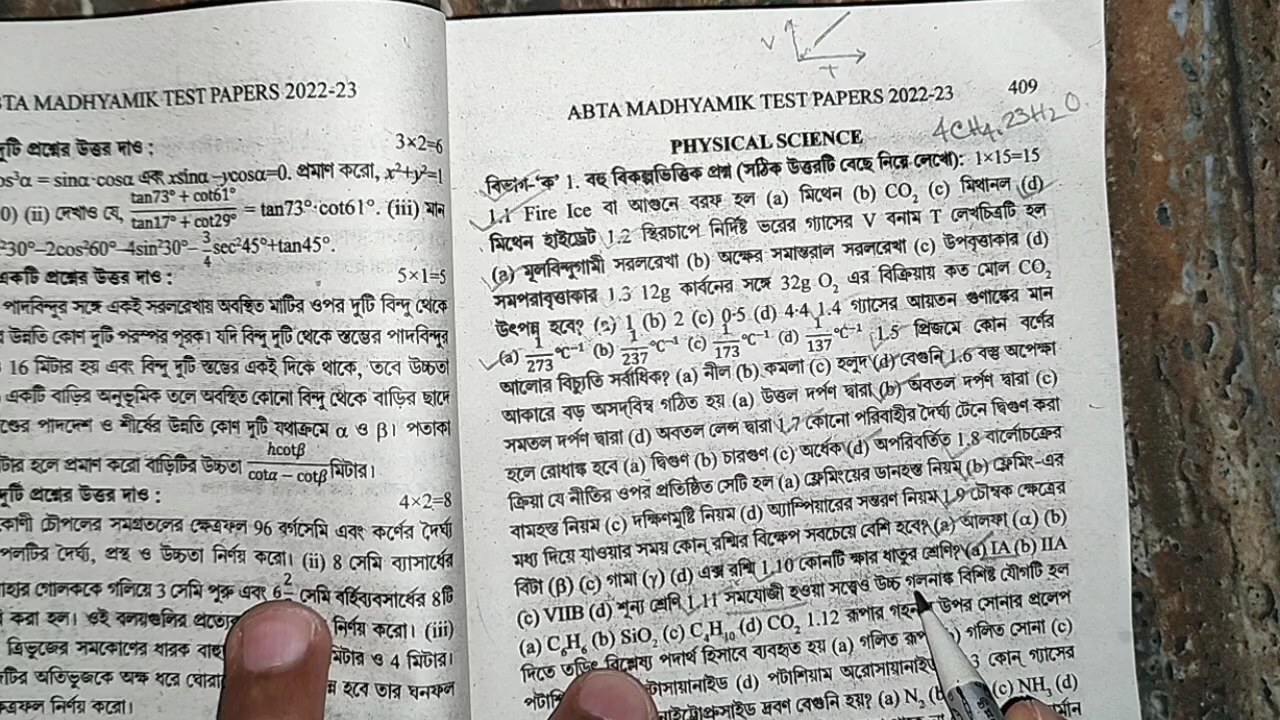 TA MADHYAMIK TEST PAPERS 2022-23
টি প্রশ্নের উত্তর দাও : 3×2=6
os³α = sinα·cosα এবং xsinα –ycosα=0. প্রমাণ করো, x²+y²=1
0) (ii) দেখাও যে, (tan73° + cot61°)/(tan17° + cot29°) = tan73°·cot61°. (iii) মান
²30°–2cos²60°–4sin²30°–3/4sec²45°+tan45°.
একটি প্রশ্নের উত্তর দাও : 5×1=5
পাদবিন্দুর সঙ্গে একই সরলরেখায় অবস্থিত মাটির ওপর দুটি বিন্দু থেকে
উন্নতি কোণ দুটি পরস্পর পূরক। যদি বিন্দু দুটি থেকে স্তম্ভের পাদবিন্দুর
16 মিটার হয় এবং বিন্দু দুটি স্তম্ভের একই দিকে থাকে, তবে উচ্চতা
একটি বাড়ির অনুভূমিক তলে অবস্থিত কোনো বিন্দু থেকে বাড়ির ছাদে
ণ্ডের পাদদেশ ও শীর্ষের উন্নতি কোণ দুটি যথাক্রমে α ও β। পতাকা
টার হলে প্রমাণ করো বাড়িটির উচ্চতা hcotβ/(cotα – cotβ) মিটার।
দুটি প্রশ্নের উত্তর দাও : 4×2=8
কোণী চৌপলের সমগ্রতলের ক্ষেত্রফল 96 বর্গসেমি এবং কর্ণের দৈর্ঘ্য
পলটির দৈর্ঘ্য, প্রস্থ ও উচ্চতা নির্ণয় করো। (ii) 8 সেমি ব্যাসার্ধের
গোলককে গলিয়ে 3 সেমি পুরু এবং 6 2/3 সেমি বহির্ব্যাসার্ধের 8টি
করা হল। ওই বলয়গুলির প্রত্যেক নির্ণয় করো। (iii)
ত্রিভুজের সমকোণের ধারক বাহু মিটার ও 4 মিটার।
টির অতিভুজকে অক্ষ ধরে ঘোরা হবে তার ঘনফল
নির্ণয় করো।
V T
ABTA MADHYAMIK TEST PAPERS 2022-23 409
PHYSICAL SCIENCE 4CH4.23H2O.
বিভাগ-‘ক’ 1. বহু বিকল্পভিত্তিক প্রশ্ন (সঠিক উত্তরটি বেছে নিয়ে লেখো): 1×15=15
1.1 Fire Ice বা আগুনে বরফ হল (a) মিথেন (b) CO₂ (c) মিথানল (d)
মিথেন হাইড্রেট 1.2 স্থিরচাপে নির্দিষ্ট ভরের গ্যাসের V বনাম T লেখচিত্রটি হল
(a) মূলবিন্দুগামী সরলরেখা (b) অক্ষের সমান্তরাল সরলরেখা (c) উপবৃত্তাকার (d)
সমপরাবৃত্তাকার 1.3 12g কার্বনের সঙ্গে 32g O₂ এর বিক্রিয়ায় কত মোল CO₂
উৎপন্ন হবে? (a) 1 (b) 2 (c) 0·5 (d) 4·4 1.4 গ্যাসের আয়তন গুণাঙ্কের মান
(a) 1/273 °C⁻¹ (b) 1/237 °C⁻¹ (c) 1/173 °C⁻¹ (d) 1/137 °C⁻¹ 1.5 প্রিজমে কোন বর্ণের
আলোর বিচ্যুতি সর্বাধিক? (a) নীল (b) কমলা (c) হলুদ (d) বেগুনি 1.6 বস্তু অপেক্ষা
আকারে বড় অসদবিম্ব গঠিত হয় (a) উত্তল দর্পণ দ্বারা (b) অবতল দর্পণ দ্বারা (c)
সমতল দর্পণ দ্বারা (d) অবতল লেন্স দ্বারা 1.7 কোনো পরিবাহীর দৈর্ঘ্য টেনে দ্বিগুণ করা
হলে রোধাঙ্ক হবে (a) দ্বিগুণ (b) চারগুণ (c) অর্ধেক (d) অপরিবর্তিত 1.8 বার্লোচক্রের
ক্রিয়া যে নীতির ওপর প্রতিষ্ঠিত সেটি হল (a) ফ্লেমিংয়ের ডানহস্ত নিয়ম (b) ফ্লেমিং-এর
বামহস্ত নিয়ম (c) দক্ষিণমুষ্টি নিয়ম (d) অ্যাম্পিয়ারের সন্তরণ নিয়ম 1.9 চৌম্বক ক্ষেত্রের
মধ্য দিয়ে যাওয়ার সময় কোন্ রশ্মির বিক্ষেপ সবচেয়ে বেশি হবে? (a) আলফা (α) (b)
বিটা (β) (c) গামা (γ) (d) এক্স রশ্মি 1.10 কোনটি ক্ষার ধাতুর শ্রেণি? (a) IA (b) IIA
(c) VIIB (d) শূন্য শ্রেণি 1.11 সমযোজী হওয়া সত্ত্বেও উচ্চ গলনাঙ্ক বিশিষ্ট যৌগটি হল
(a) C₆H₆ (b) SiO₂ (c) C₄H₁₀ (d) CO₂ 1.12 রূপার গহনা উপর সোনার প্রলেপ
দিতে তড়িৎ বিশ্লেষ্য পদার্থ হিসাবে ব্যবহৃত হয় (a) গলিত রূপা ) গলিত সোনা (c)
পটাশি টোসায়ানাইড (d) পটাশিয়াম অরোসায়ানাইড 3 কোন্ গ্যাসের
নাইট্রোপ্রুসাইড দ্রবণ বেগুনি হয়? (a) N₂ (b (c) NH₃ (d)